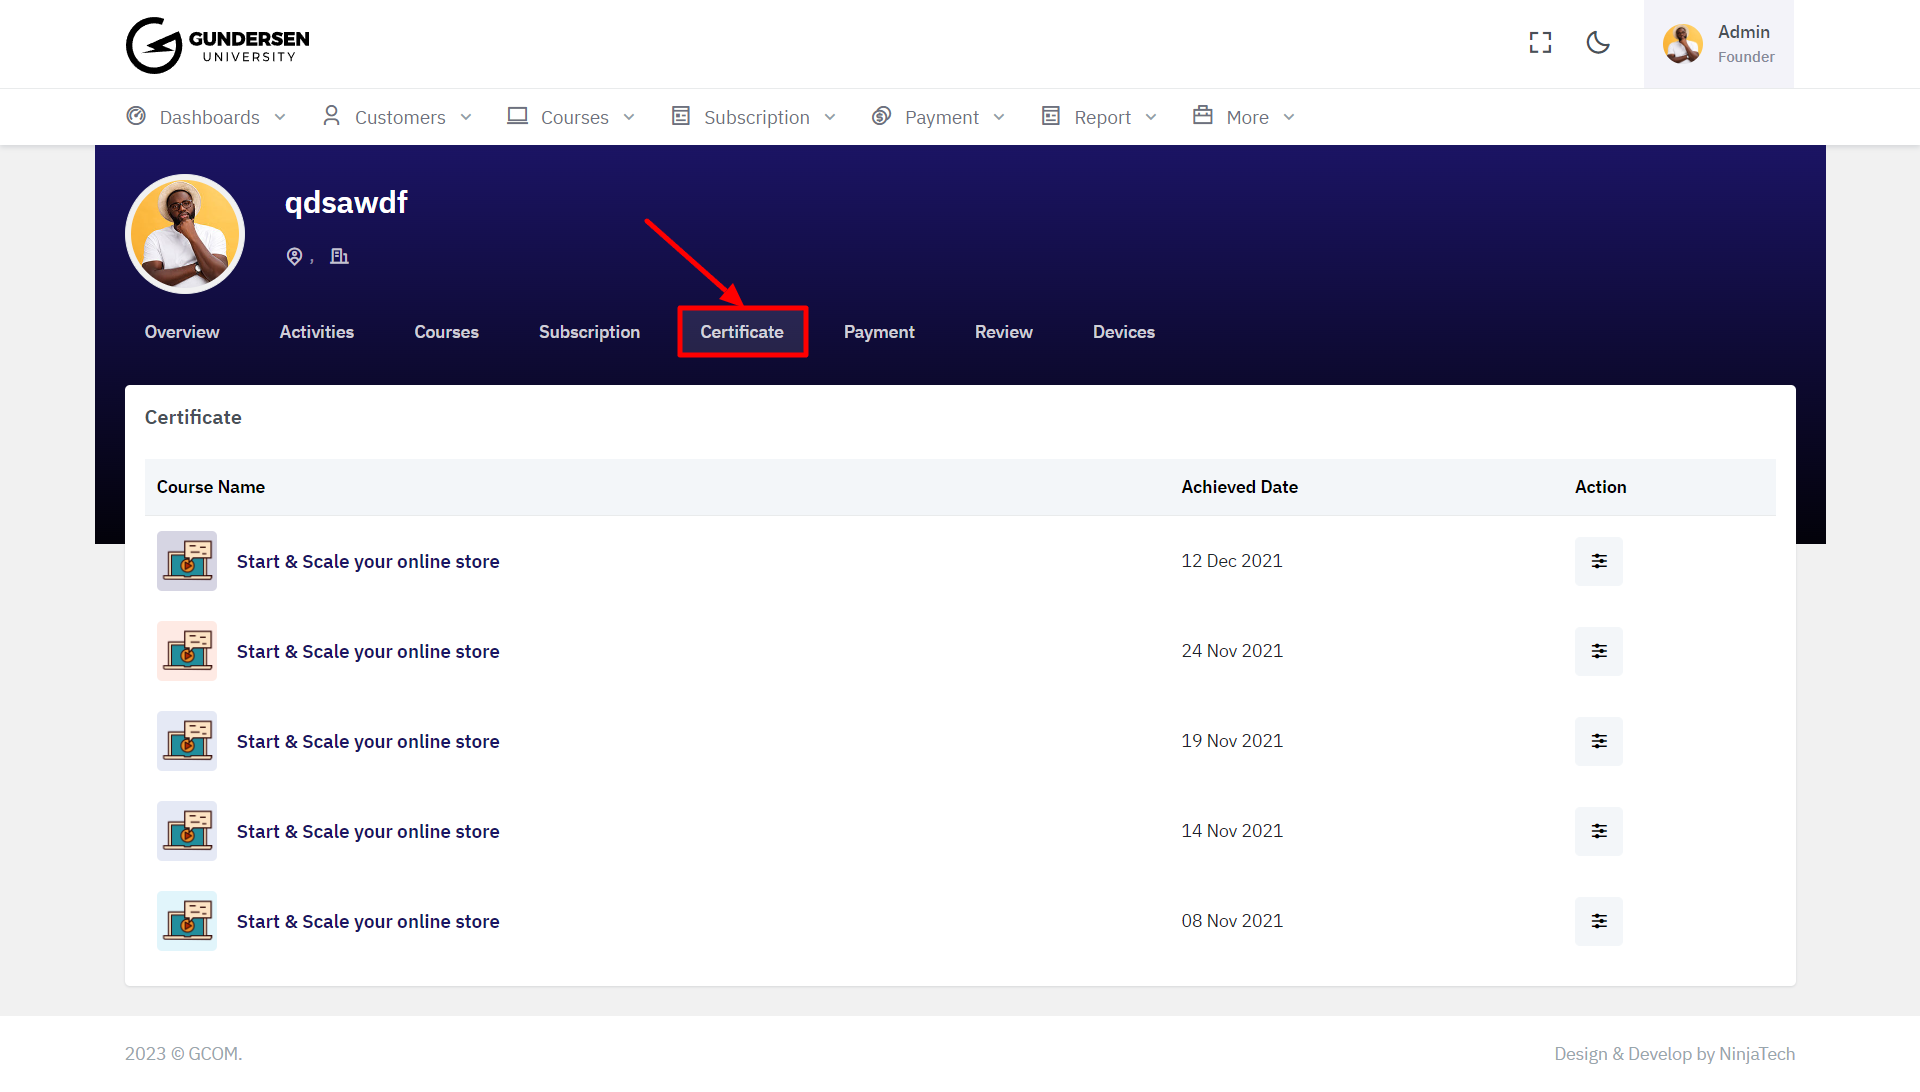 GUNDERSEN
UNIVERSITY
Admin
Founder
Dashboards Customers Courses Subscription Payment Report More
qdsawdf
,
Overview Activities Courses Subscription Certificate Payment Review Devices
Certificate
Course Name Achieved Date Action
Start & Scale your online store 12 Dec 2021
Start & Scale your online store 24 Nov 2021
Start & Scale your online store 19 Nov 2021
Start & Scale your online store 14 Nov 2021
Start & Scale your online store 08 Nov 2021
2023 © GCOM. Design & Develop by NinjaTech